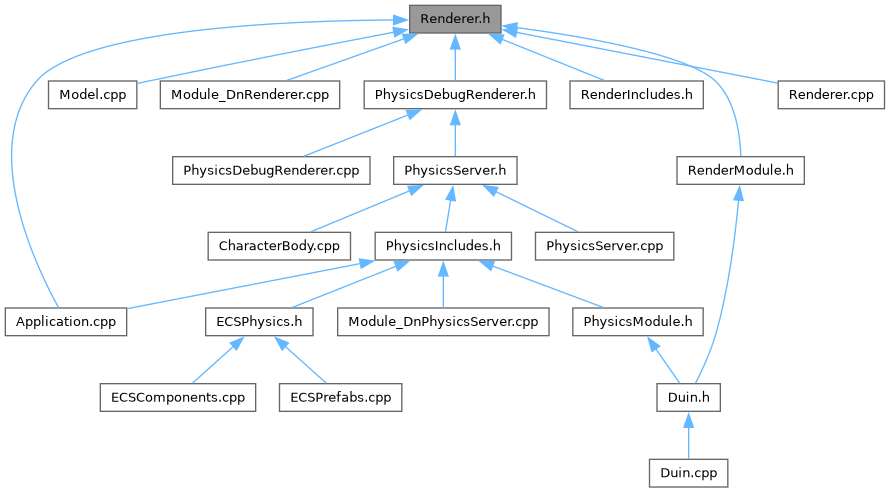 Renderer.h
Model.cpp
Module_DnRenderer.cpp
PhysicsDebugRenderer.h
RenderIncludes.h
Renderer.cpp
PhysicsDebugRenderer.cpp
PhysicsServer.h
RenderModule.h
CharacterBody.cpp
PhysicsIncludes.h
PhysicsServer.cpp
Application.cpp
ECSPhysics.h
Module_DnPhysicsServer.cpp
PhysicsModule.h
ECSComponents.cpp
ECSPrefabs.cpp
Duin.h
Duin.cpp